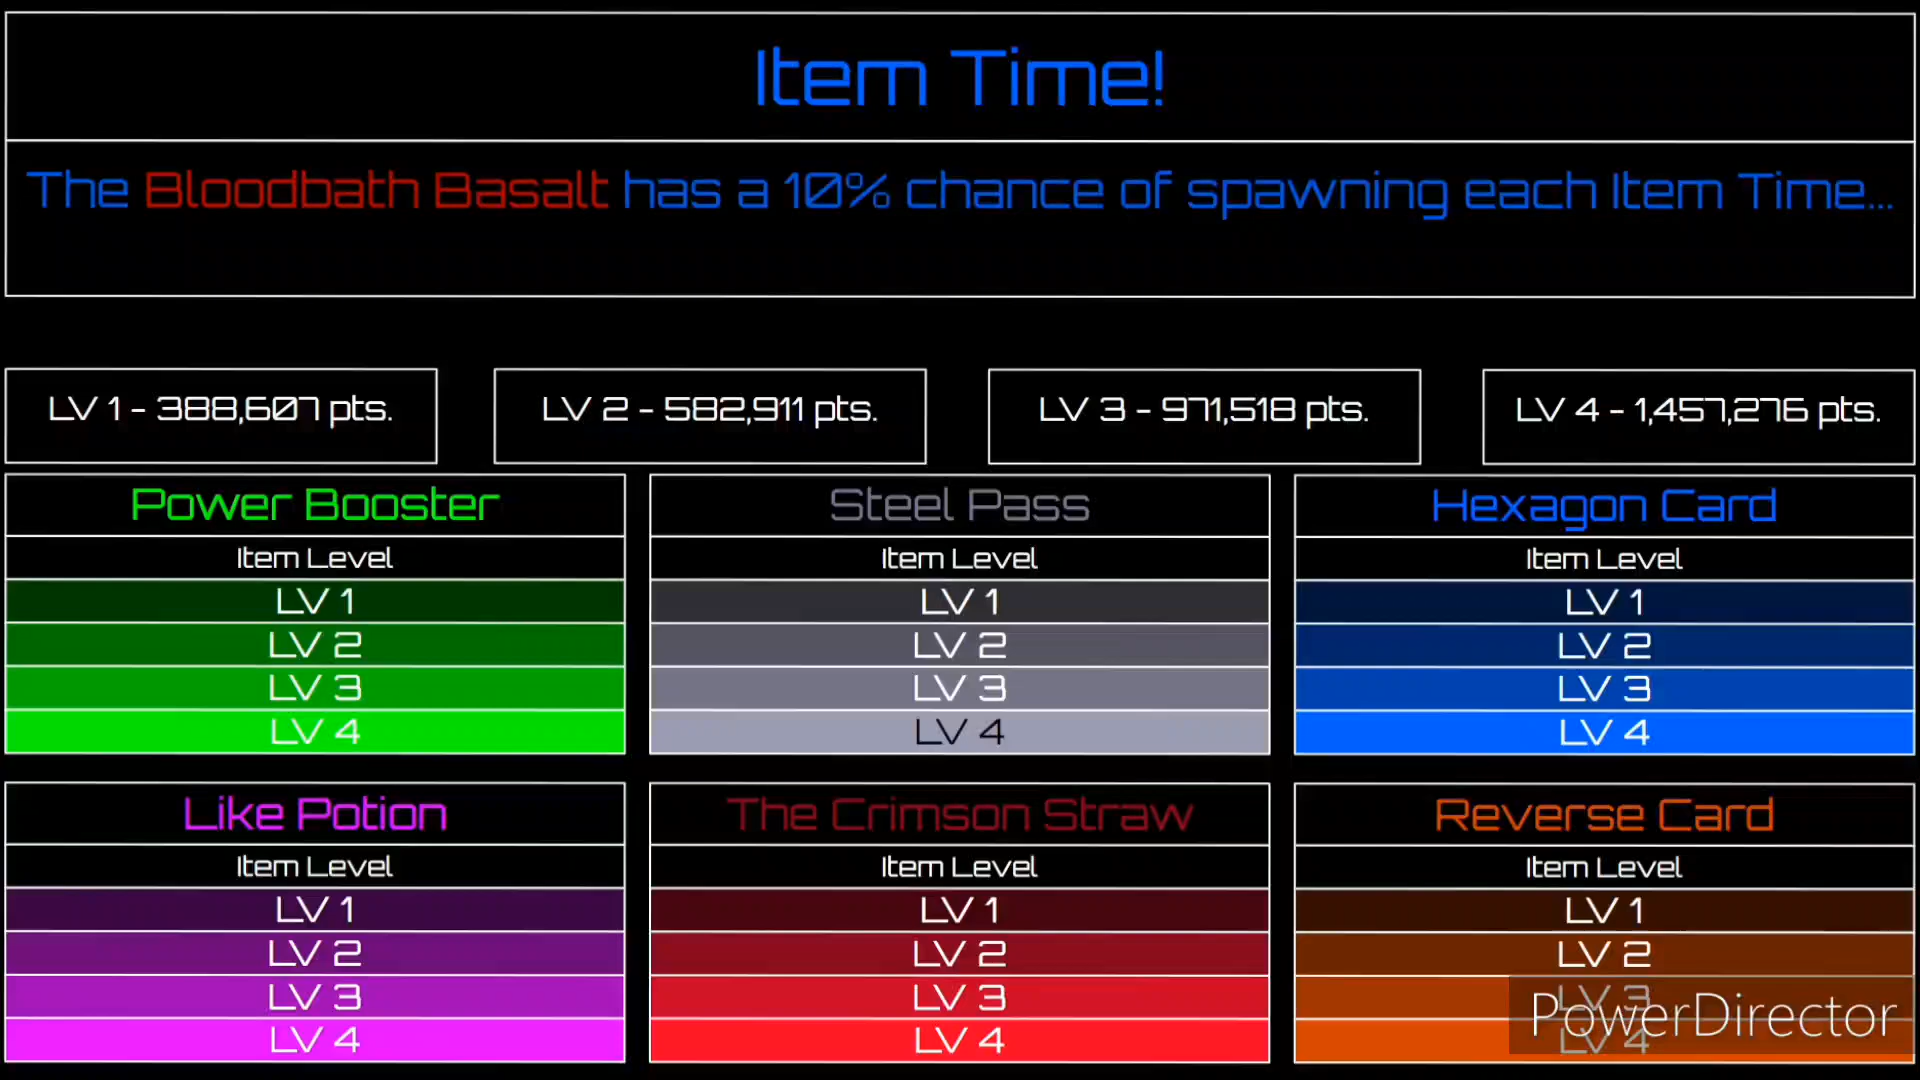 Item Time!
The Bloodbath Basalt has a 10% chance of spawning each Item Time...
LV 1 - 388,607 pts.
LV 2 - 582,911 pts.
LV 3 - 971,518 pts.
LV 4 - 1,457,276 pts.
Power Booster
Item Level
LV 1
LV 2
LV 3
LV 4
Steel Pass
Item Level
LV 1
LV 2
LV 3
LV 4
Hexagon Card
Item Level
LV 1
LV 2
LV 3
LV 4
Like Potion
Item Level
LV 1
LV 2
LV 3
LV 4
The Crimson Straw
Item Level
LV 1
LV 2
LV 3
LV 4
Reverse Card
Item Level
LV 1
LV 2
LV 3
LV 4
PowerDirector